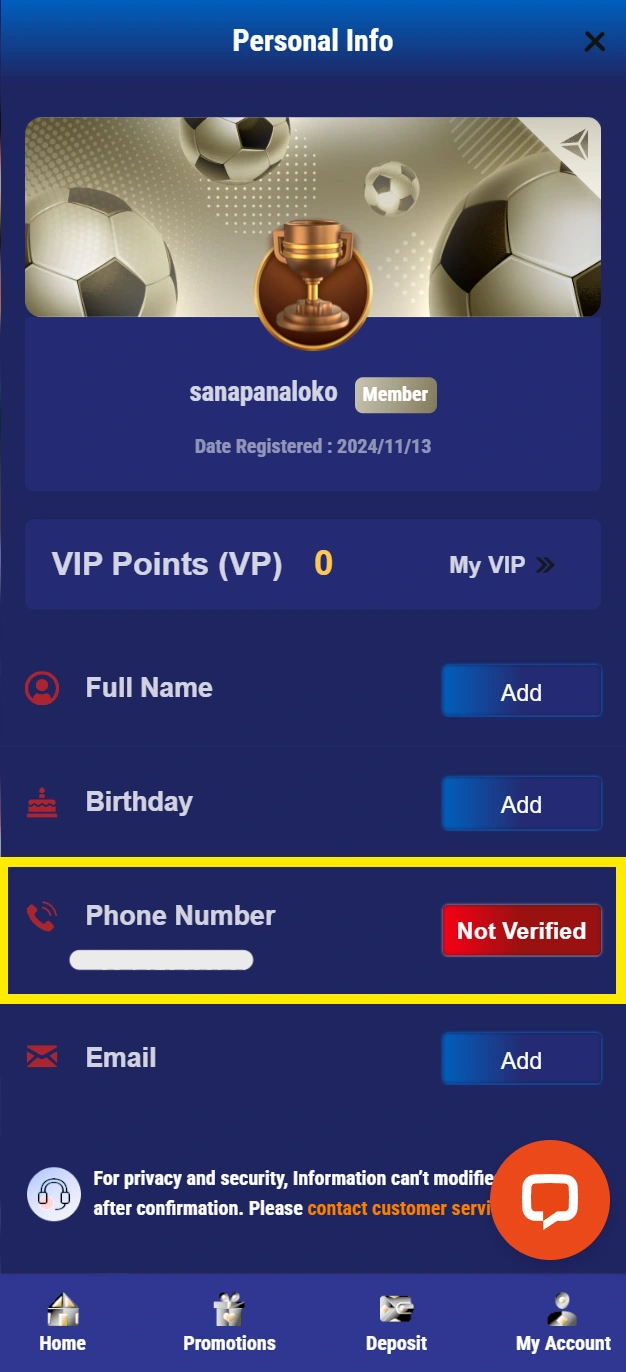 Personal Info
sanapanaloko Member
Date Registered : 2024/11/13
VIP Points (VP) 0 My VIP
Full Name Add
Birthday Add
Phone Number Not Verified
Email Add
For privacy and security, Information can't modifie
after confirmation. Please contact customer servi
Home Promotions Deposit My Account